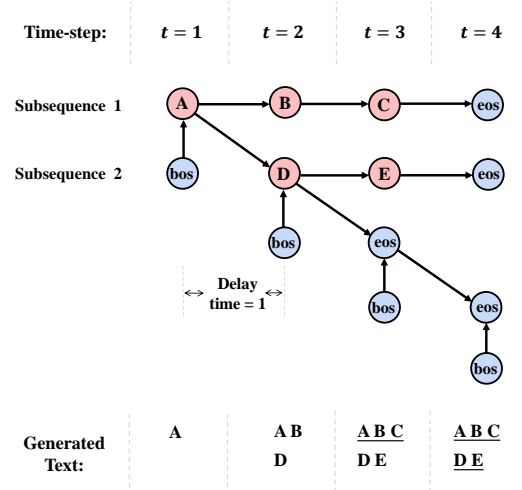 Time-step: t = 1 t = 2 t = 3 t = 4
Subsequence 1 A B C eos
Subsequence 2 bos D E eos
bos eos
Delay
time = 1
bos eos
bos
Generated
Text:
A
A B
D
A B C
D E
A B C
D E